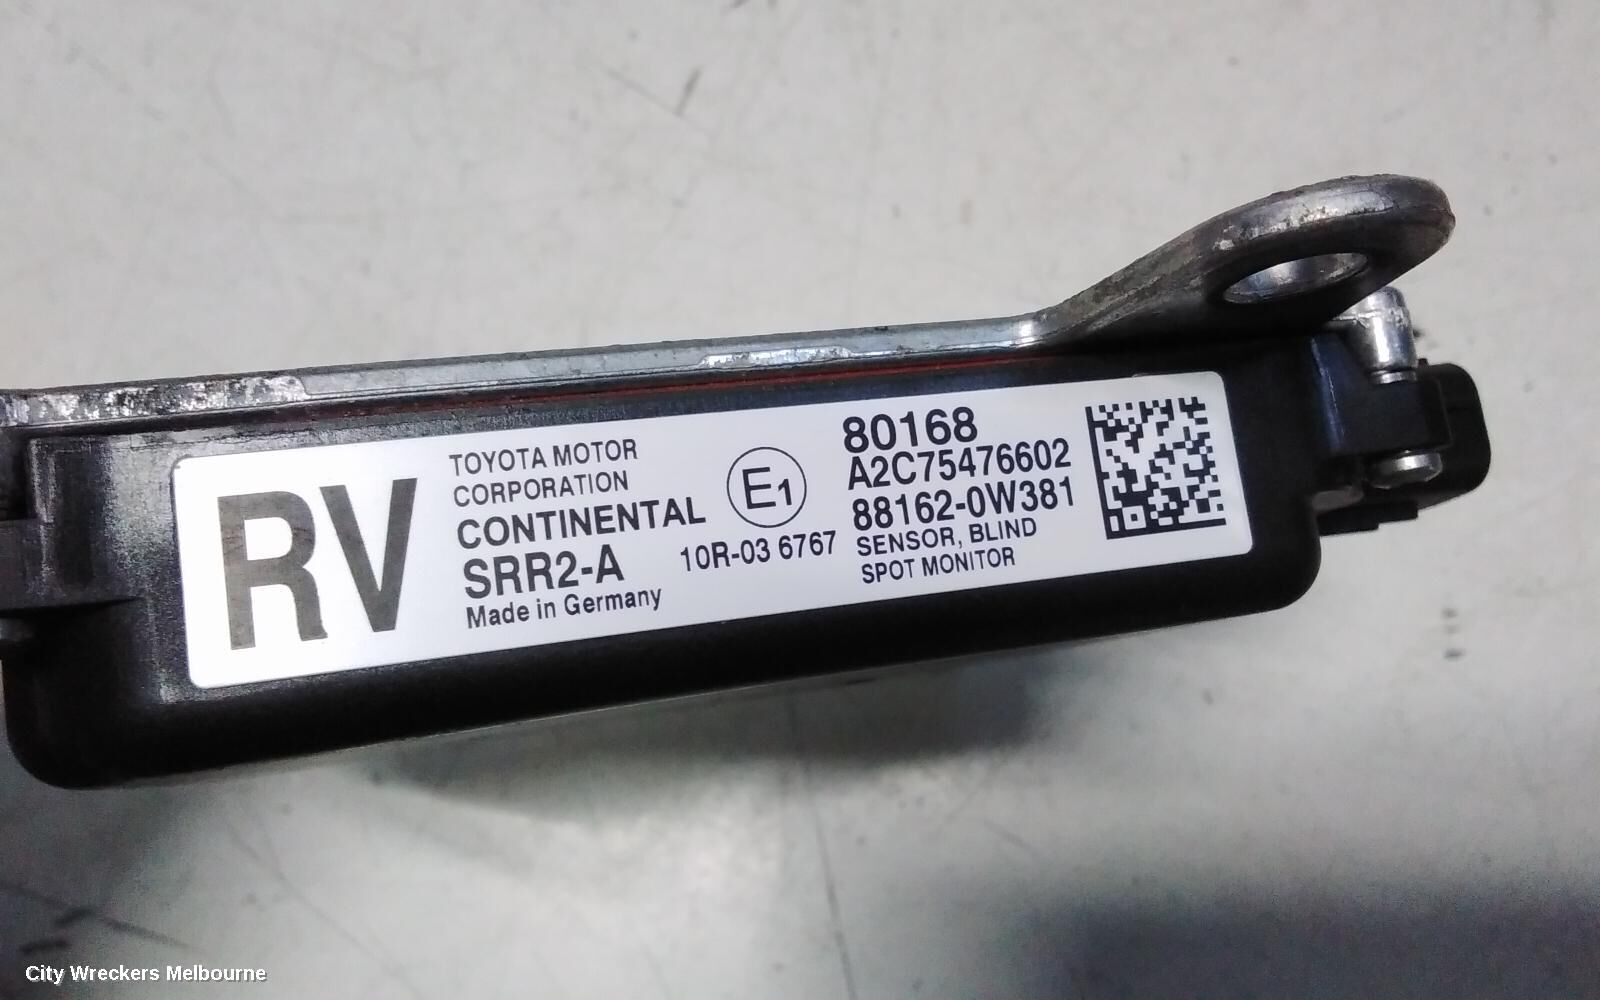 RV
TOYOTA MOTOR
CORPORATION
CONTINENTAL
SRR2-A
Made in Germany
E1
10R-03 6767
80168
A2C75476602
88162-0W381
SENSOR, BLIND
SPOT MONITOR
City Wreckers Melbourne